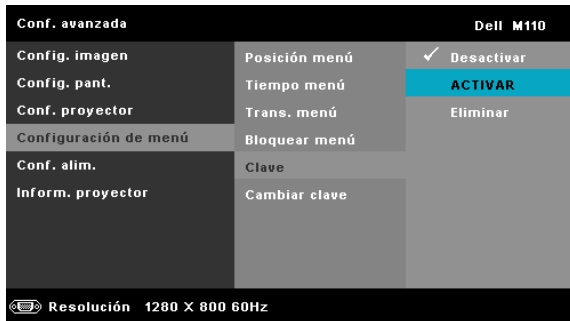 Conf. avanzada Dell M110
Config. imagen Posición menú ✓ Desactivar
Config. pant. Tiempo menú ACTIVAR
Conf. proyector Trans. menú Eliminar
Configuración de menú Bloquear menú
Conf. alim. Clave
Inform. proyector Cambiar clave
Resolución 1280 X 800 60Hz